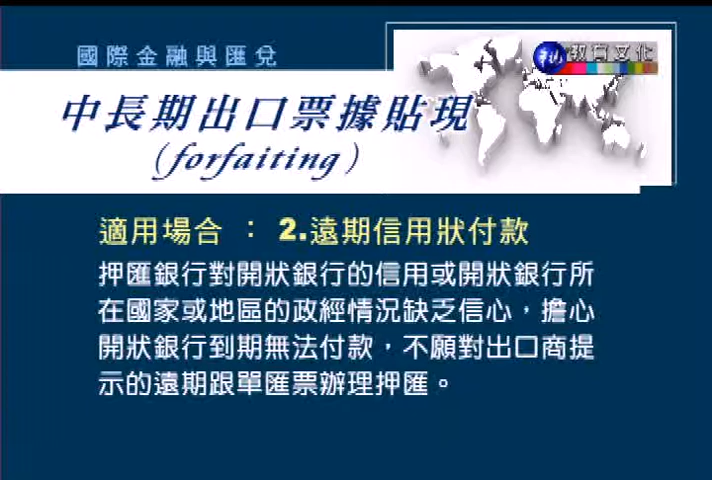 國際金融與匯兌
教育文化
中長期出口票據貼現
(forfaiting)
適用場合 : 2.遠期信用狀付款
押匯銀行對開狀銀行的信用或開狀銀行所
在國家或地區的政經情況缺乏信心，擔心
開狀銀行到期無法付款，不願對出口商提
示的遠期跟單匯票辦理押匯。